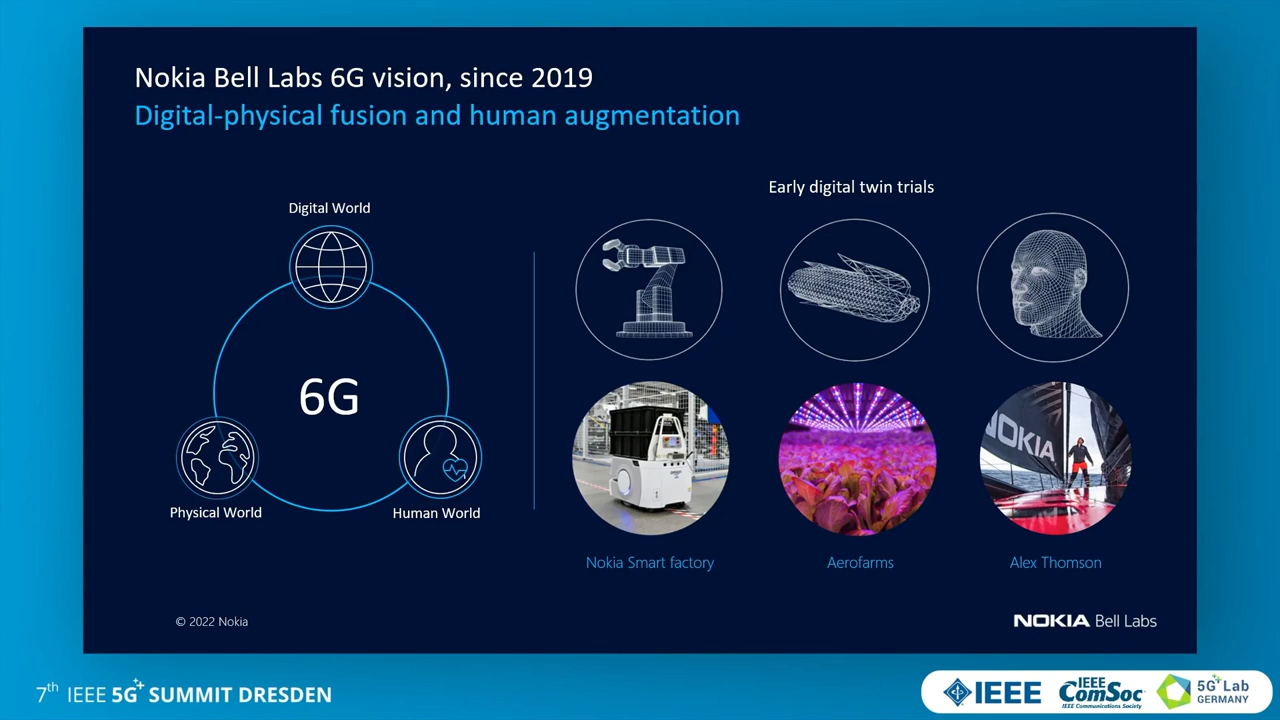 Nokia Bell Labs 6G vision, since 2019
Digital-physical fusion and human augmentation
Early digital twin trials
Digital World
6G
Physical World
Human World
NOKIA
Nokia Smart factory
Aerofarms
Alex Thomson
© 2022 Nokia
NOKIA Bell Labs
7th IEEE 5G++ SUMMIT DRESDEN
IEEE
IEEE
ComSoc
IEEE Communications Society
5G++ Lab
GERMANY